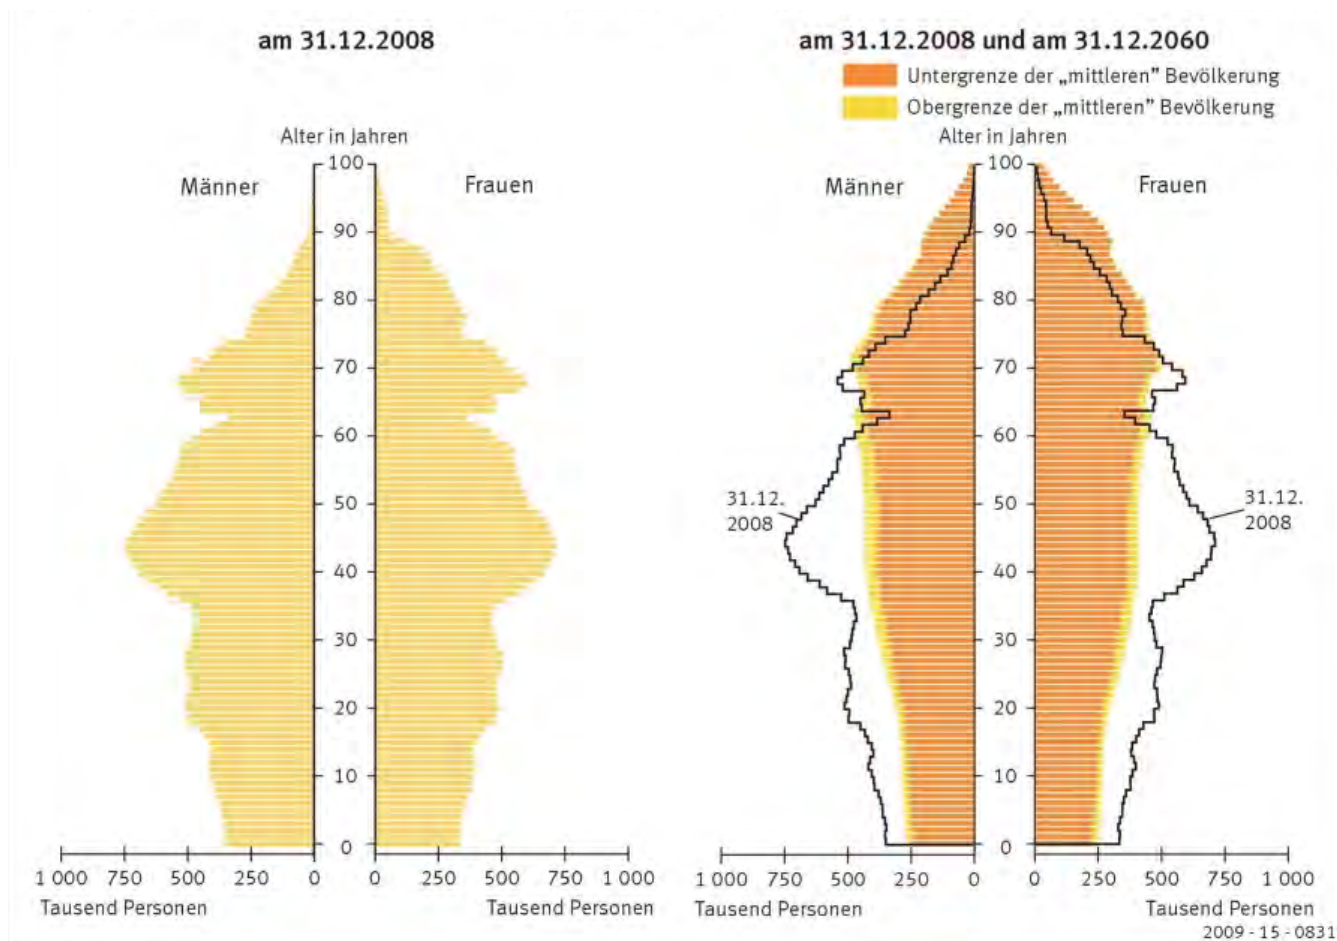 am 31.12.2008
Alter in Jahren
Männer
Frauen
100
90
80
70
60
50
40
30
20
10
0
1 000 750 500 250 0
0 250 500 750 1 000
Tausend Personen
Tausend Personen
am 31.12.2008 und am 31.12.2060
Untergrenze der „mittleren” Bevölkerung
Obergrenze der „mittleren” Bevölkerung
Alter in Jahren
Männer
Frauen
100
90
80
70
60
50
40
30
20
10
0
31.12.
2008
31.12.
2008
1 000 750 500 250 0
0 250 500 750 1 000
Tausend Personen
Tausend Personen
2009 - 15 - 0831